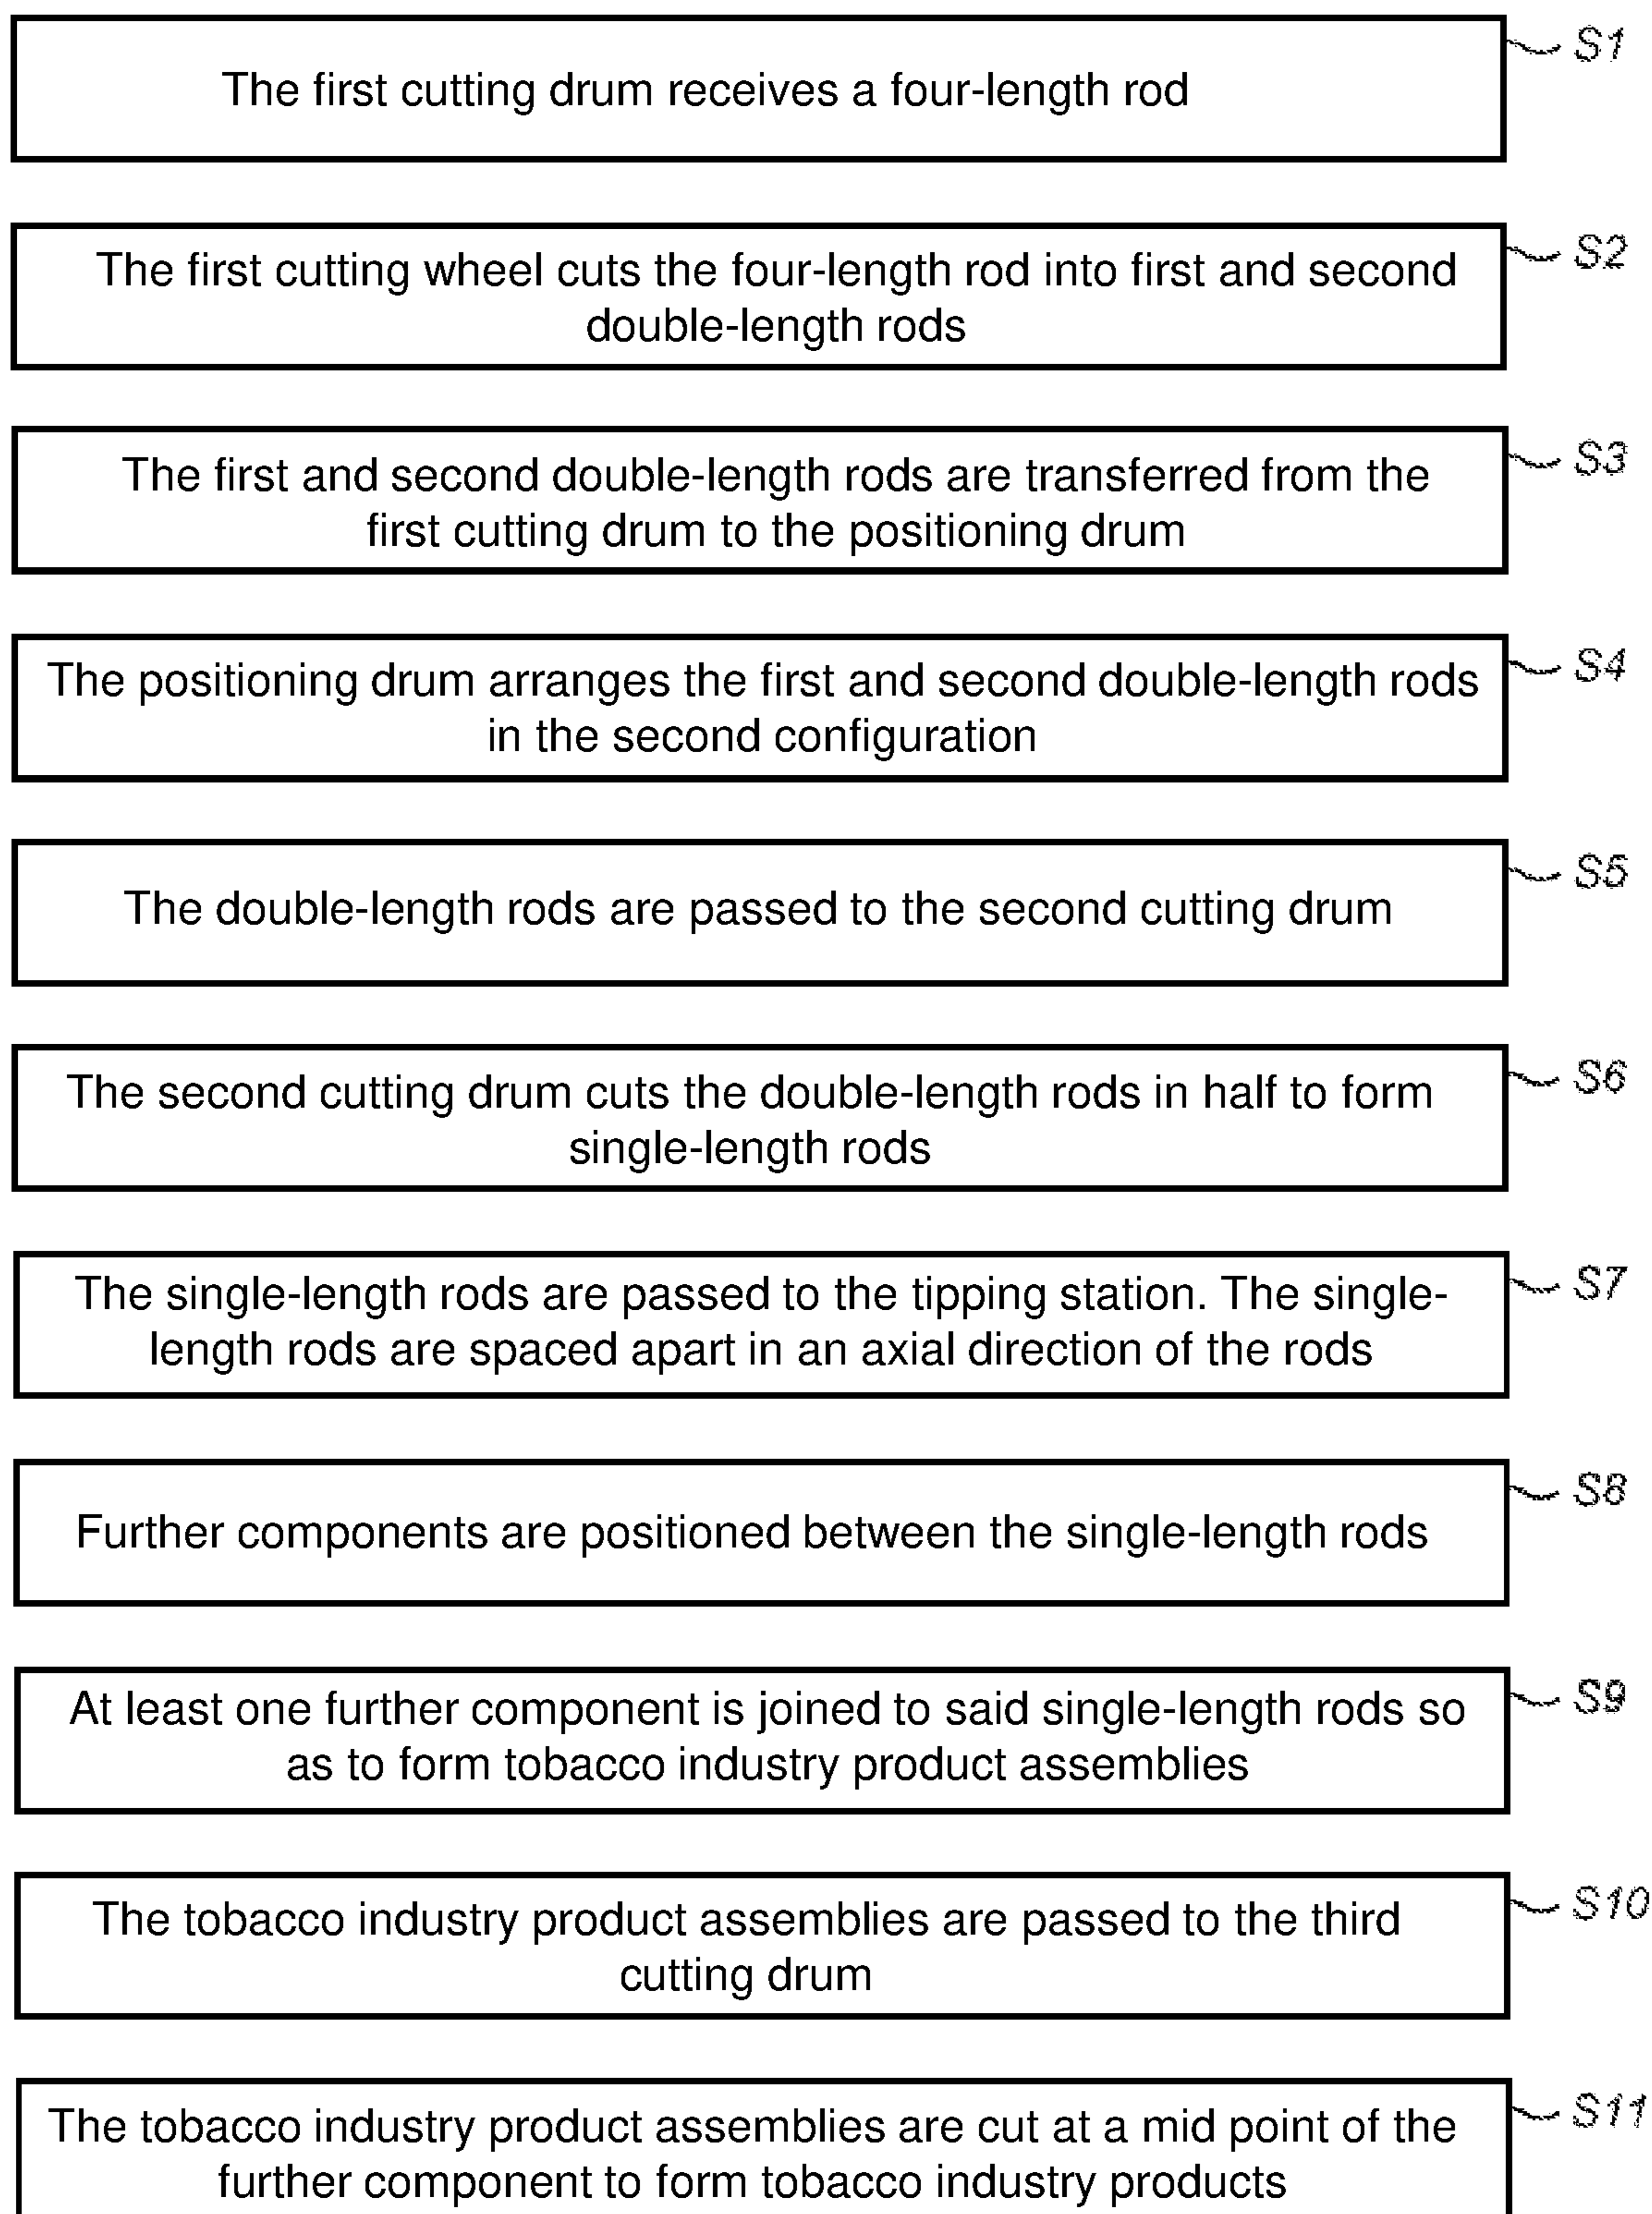 The first cutting drum receives a four-length rod
S1
The first cutting wheel cuts the four-length rod into first and second
double-length rods
S2
The first and second double-length rods are transferred from the
first cutting drum to the positioning drum
S3
The positioning drum arranges the first and second double-length rods
in the second configuration
S4
The double-length rods are passed to the second cutting drum
S5
The second cutting drum cuts the double-length rods in half to form
single-length rods
S6
The single-length rods are passed to the tipping station. The single-
length rods are spaced apart in an axial direction of the rods
S7
Further components are positioned between the single-length rods
S8
At least one further component is joined to said single-length rods so
as to form tobacco industry product assemblies
S9
The tobacco industry product assemblies are passed to the third
cutting drum
S10
The tobacco industry product assemblies are cut at a mid point of the
further component to form tobacco industry products
S11